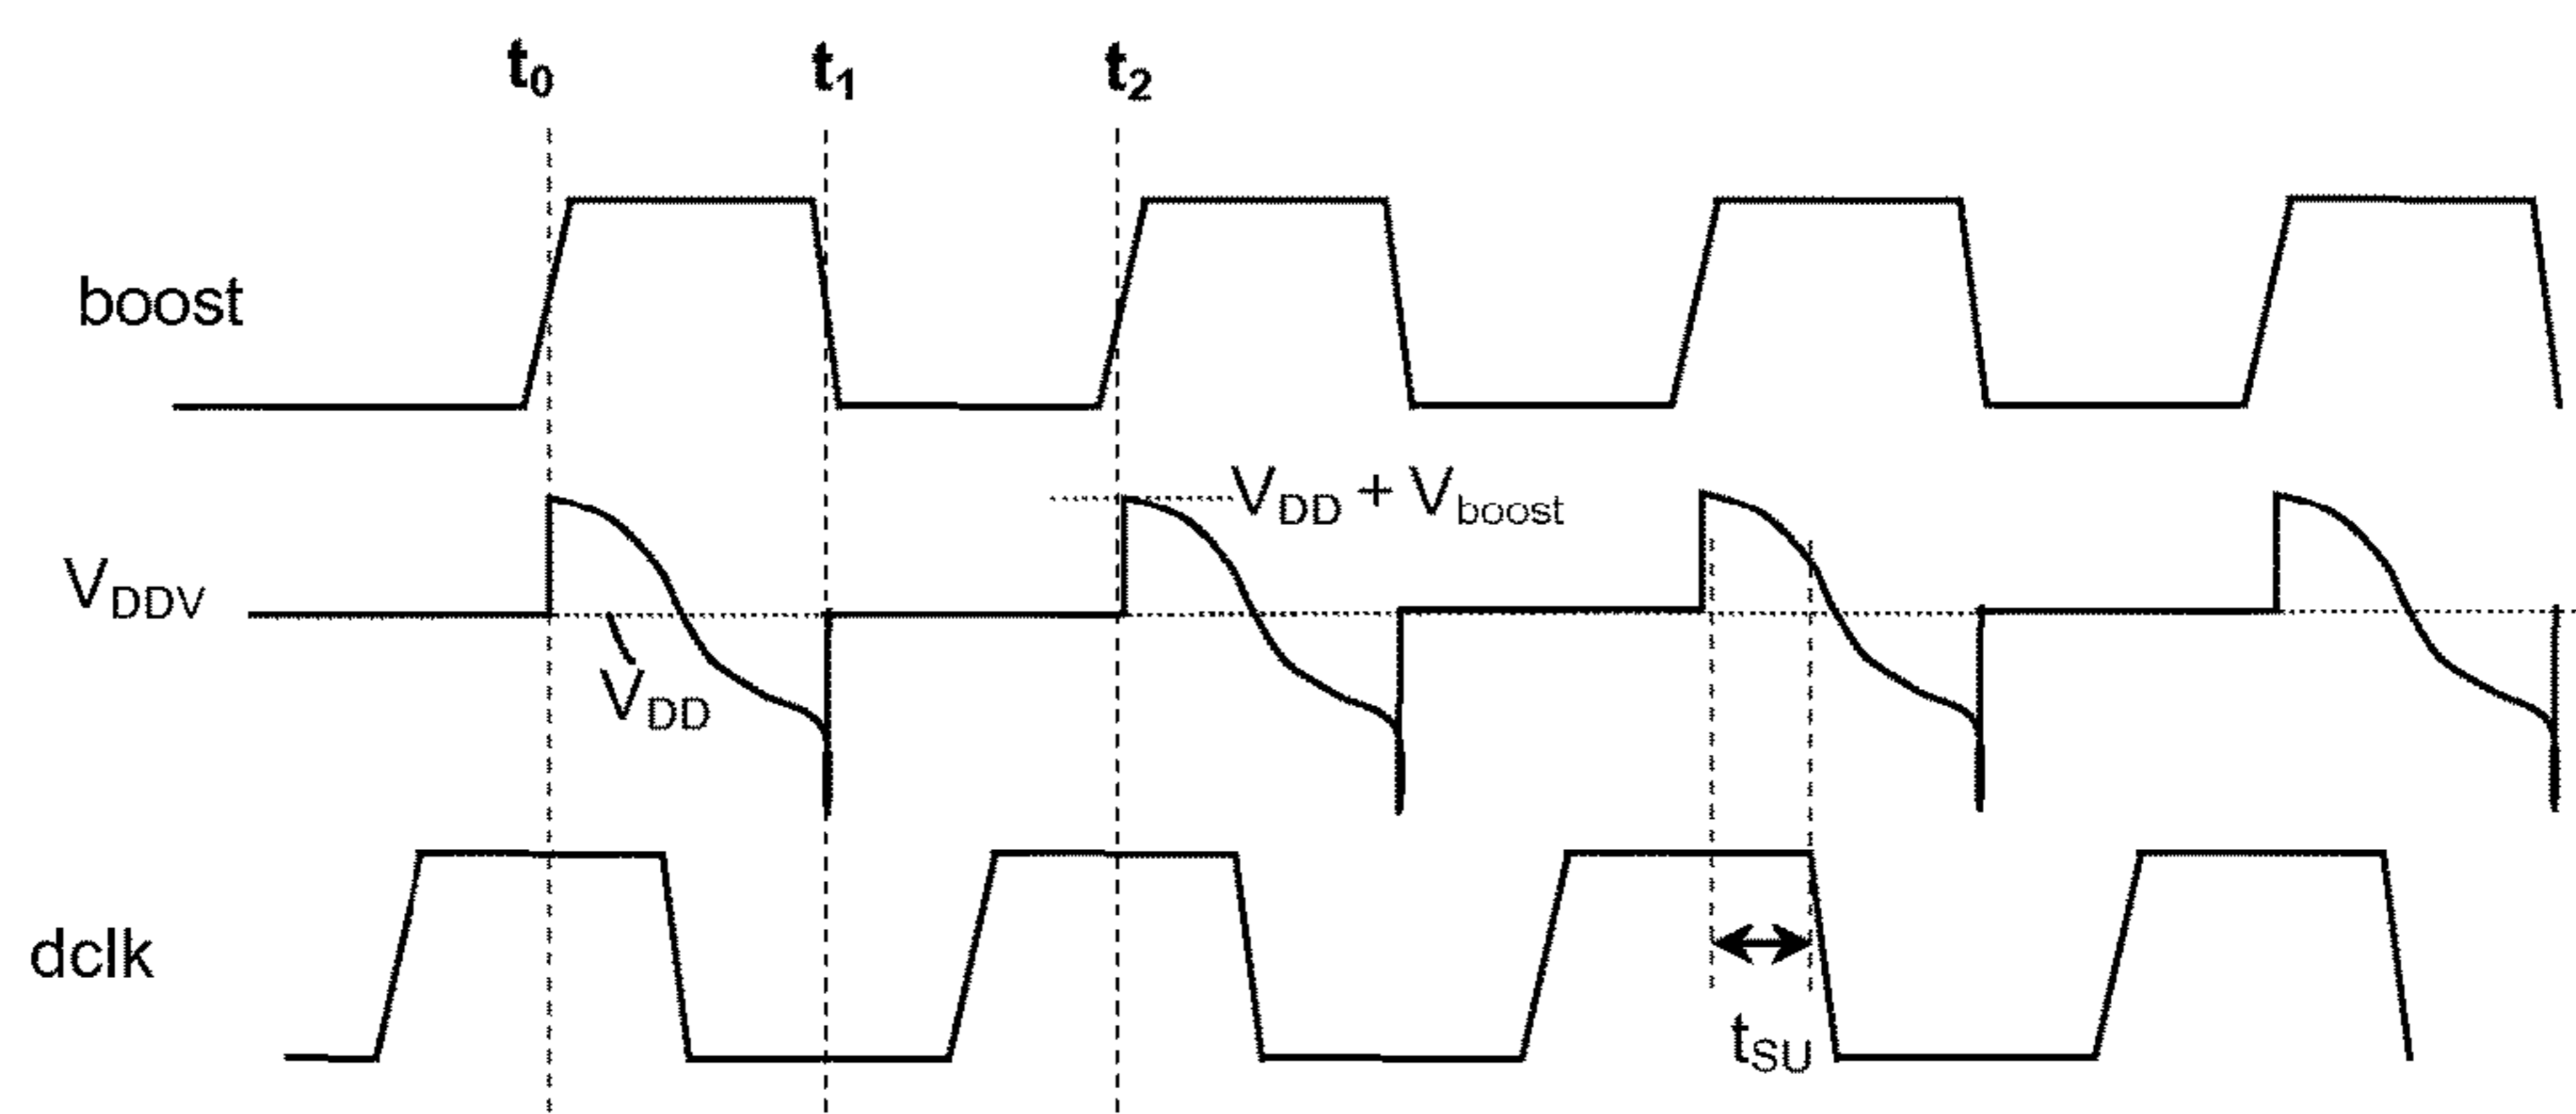 t0 t1 t2
boost
VDD + Vboost
VDDV
VDD
dclk
tSU